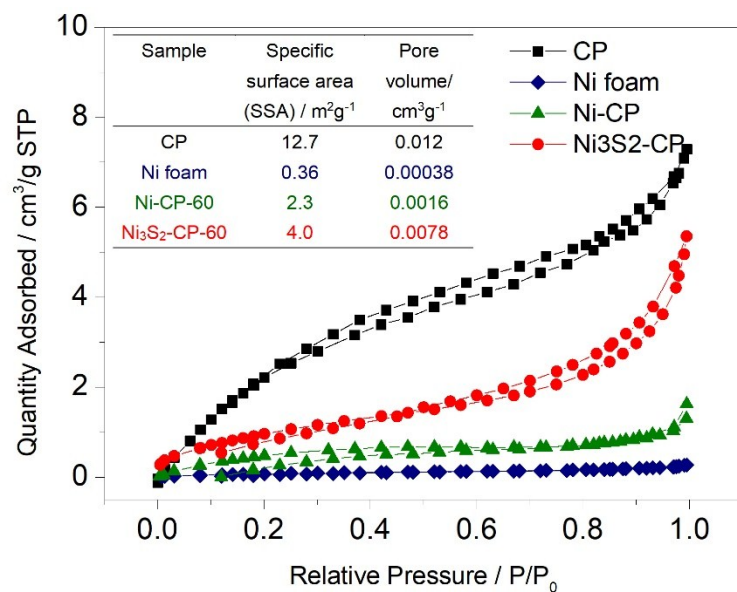 10
8
6
4
2
0
Quantity Adsorbed / cm³/g STP
Sample Specific Pore
surface area volume/
(SSA) / m²g⁻¹ cm³g⁻¹
CP 12.7 0.012
Ni foam 0.36 0.00038
Ni-CP-60 2.3 0.0016
Ni₃S₂-CP-60 4.0 0.0078
CP
Ni foam
Ni-CP
Ni3S2-CP
0.0 0.2 0.4 0.6 0.8 1.0
Relative Pressure / P/P₀